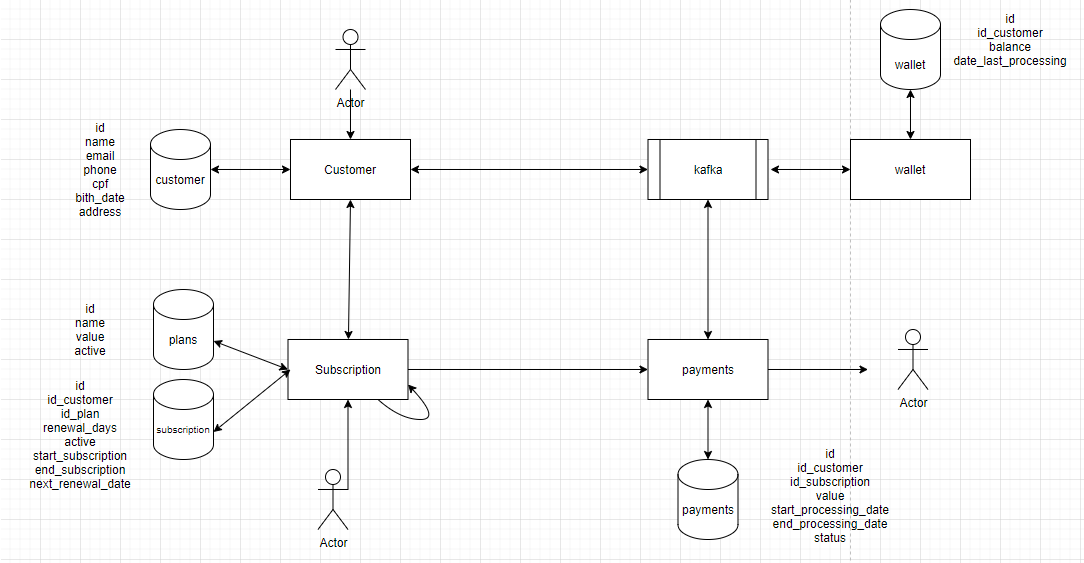 id
id_customer
balance
date_last_processing
wallet
Actor
id
name
email
phone
cpf
bith_date
address
customer
Customer
kafka
wallet
id
name
value
active
plans
Subscription
payments
Actor
id
id_customer
id_plan
renewal_days
active
start_subscription
end_subscription
next_renewal_date
subscription
Actor
payments
id
id_customer
id_subscription
value
start_processing_date
end_processing_date
status